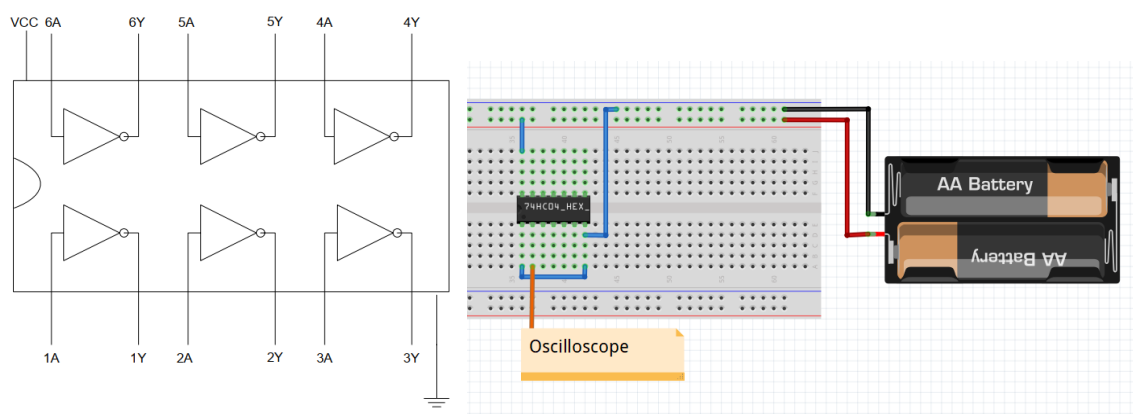 VCC 6A 6Y 5A 5Y 4A 4Y
1A 1Y 2A 2Y 3A 3Y
74HC04_HEX_
Oscilloscope
AA Battery
AA Battery